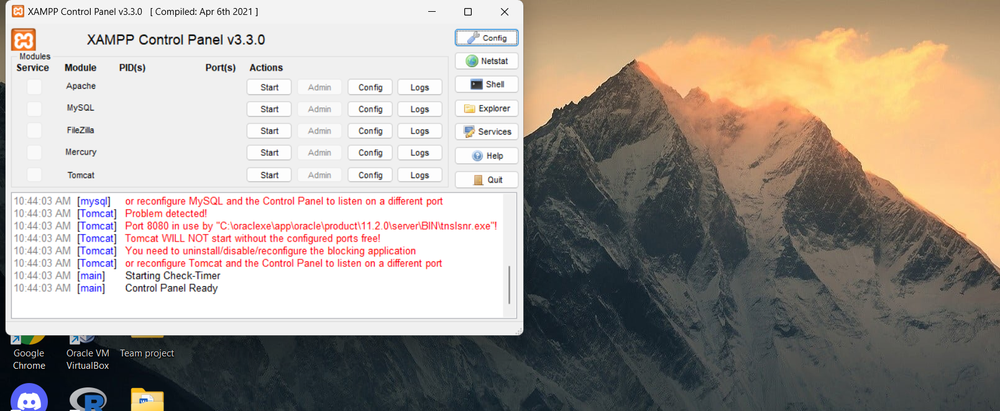 XAMPP Control Panel v3.3.0 [ Compiled: Apr 6th 2021 ]
XAMPP Control Panel v3.3.0
Config
Modules
Netstat
Service Module PID(s) Port(s) Actions
Apache Start Admin Config Logs
Shell
MySQL Start Admin Config Logs
Explorer
FileZilla Start Admin Config Logs
Services
Mercury Start Admin Config Logs
Help
Tomcat Start Admin Config Logs
Quit
10:44:03 AM [mysql] or reconfigure MySQL and the Control Panel to listen on a different port
10:44:03 AM [Tomcat] Problem detected!
10:44:03 AM [Tomcat] Port 8080 in use by "C:\oraclexe\app\oracle\product\11.2.0\server\BIN\tnslsnr.exe"!
10:44:03 AM [Tomcat] Tomcat WILL NOT start without the configured ports free!
10:44:03 AM [Tomcat] You need to uninstall/disable/reconfigure the blocking application
10:44:03 AM [Tomcat] or reconfigure Tomcat and the Control Panel to listen on a different port
10:44:03 AM [main] Starting Check-Timer
10:44:03 AM [main] Control Panel Ready
Google Chrome
Oracle VM VirtualBox
Team project